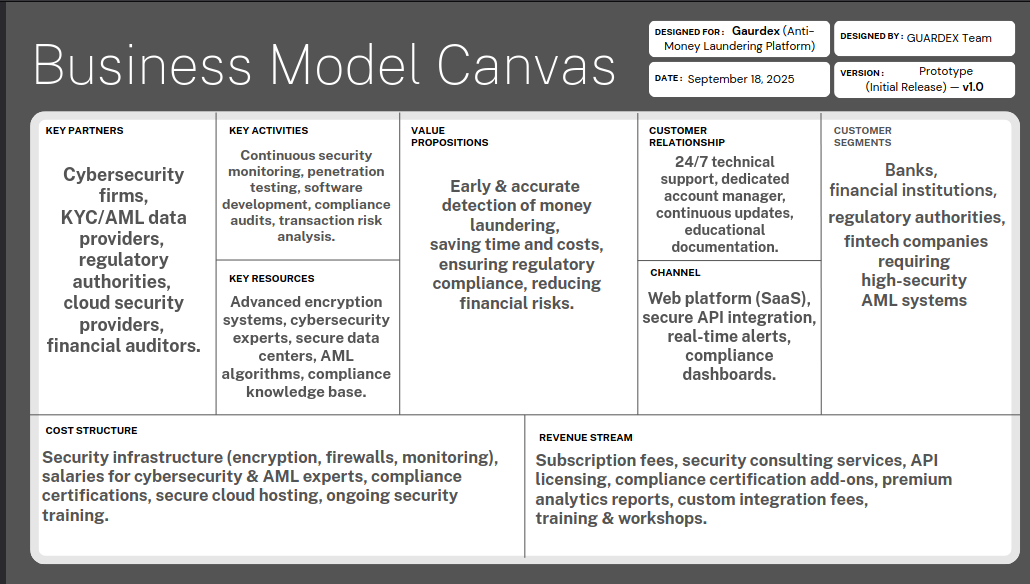 Business Model Canvas
DESIGNED FOR : Guardex (Anti-
Money Laundering Platform)
DESIGNED BY : GUARDEX Team
DATE : September 18, 2025
VERSION : Prototype
(Initial Release) — v1.0
KEY PARTNERS
Cybersecurity
firms,
KYC/AML data
providers,
regulatory
authorities,
cloud security
providers,
financial auditors.
KEY ACTIVITIES
Continuous security
monitoring, penetration
testing, software
development, compliance
audits, transaction risk
analysis.
KEY RESOURCES
Advanced encryption
systems, cybersecurity
experts, secure data
centers, AML
algorithms, compliance
knowledge base.
VALUE
PROPOSITIONS
Early & accurate
detection of money
laundering,
saving time and costs,
ensuring regulatory
compliance, reducing
financial risks.
CUSTOMER
RELATIONSHIP
24/7 technical
support, dedicated
account manager,
continuous updates,
educational
documentation.
CHANNEL
Web platform (SaaS),
secure API integration,
real-time alerts,
compliance
dashboards.
CUSTOMER
SEGMENTS
Banks,
financial institutions,
regulatory authorities,
fintech companies
requiring
high-security
AML systems
COST STRUCTURE
Security infrastructure (encryption, firewalls, monitoring),
salaries for cybersecurity & AML experts, compliance
certifications, secure cloud hosting, ongoing security
training.
REVENUE STREAM
Subscription fees, security consulting services, API
licensing, compliance certification add-ons, premium
analytics reports, custom integration fees,
training & workshops.